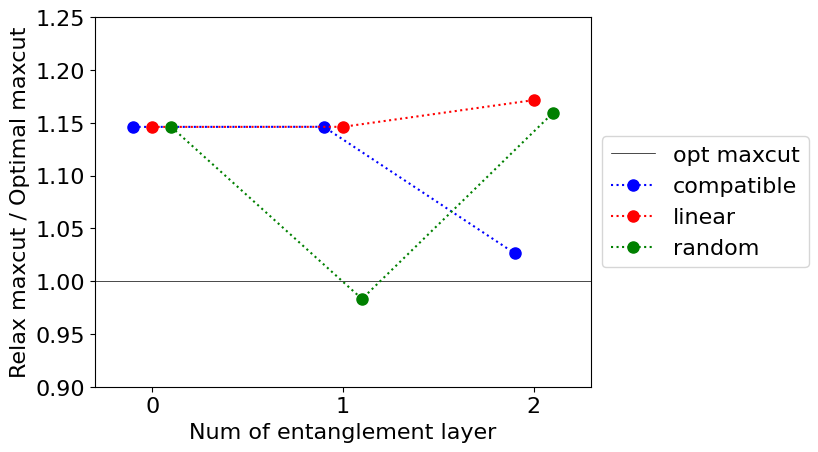 Relax maxcut / Optimal maxcut
1.25
1.20
1.15
1.10
1.05
1.00
0.95
0.90
0
1
2
Num of entanglement layer
opt maxcut
compatible
linear
random